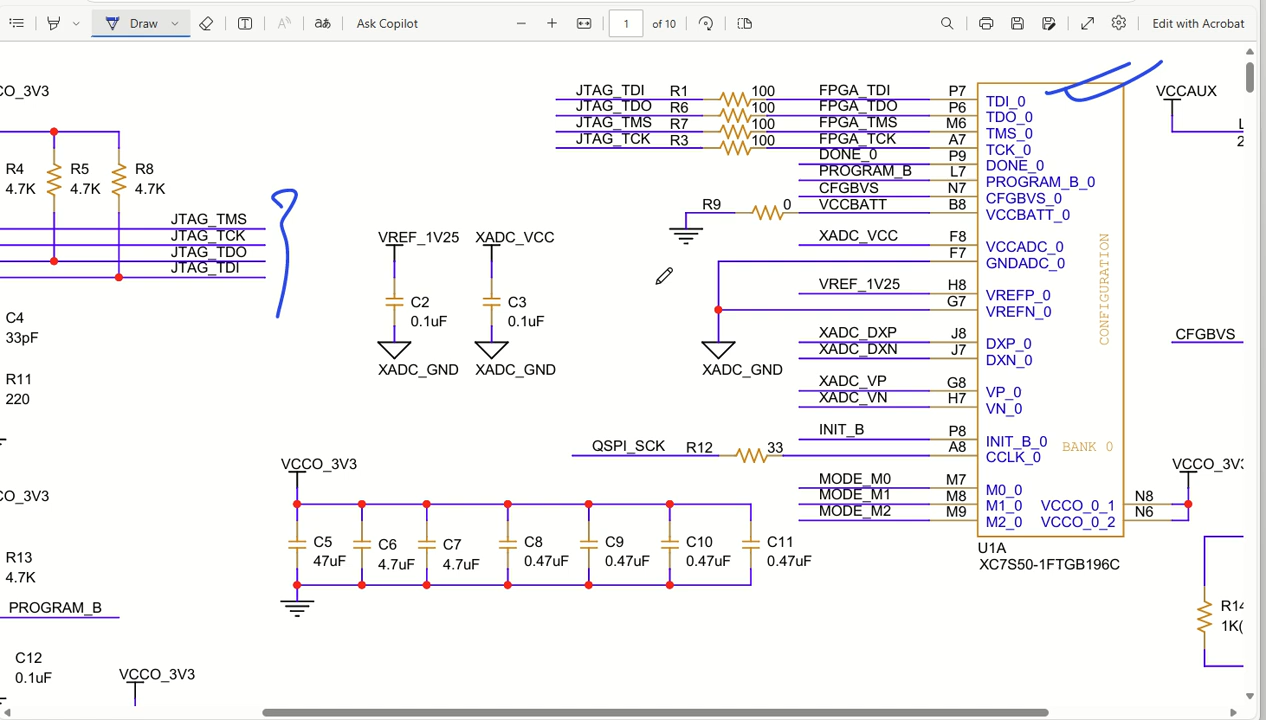 Draw
Ask Copilot
1 of 10
Edit with Acrobat
CO_3V3
R4
4.7K
R5
4.7K
R8
4.7K
JTAG_TMS
JTAG_TCK
JTAG_TDO
JTAG_TDI
C4
33pF
R11
220
VREF_1V25
C2
0.1uF
XADC_GND
XADC_VCC
C3
0.1uF
XADC_GND
JTAG_TDI R1 100 FPGA_TDI P7 TDI_0
JTAG_TDO R6 100 FPGA_TDO P6 TDO_0
JTAG_TMS R7 100 FPGA_TMS M6 TMS_0
JTAG_TCK R3 100 FPGA_TCK A7 TCK_0
DONE_0 P9 DONE_0
PROGRAM_B L7 PROGRAM_B_0
CFGBVS N7 CFGBVS_0
R9 0 VCCBATT B8 VCCBATT_0
XADC_VCC F8 VCCADC_0
F7 GNDADC_0
VREF_1V25 H8 VREFP_0
G7 VREFN_0
XADC_GND
XADC_DXP J8 DXP_0
XADC_DXN J7 DXN_0
XADC_VP G8 VP_0
XADC_VN H7 VN_0
INIT_B P8 INIT_B_0
QSPI_SCK R12 33 A8 CCLK_0
MODE_M0 M7 M0_0
MODE_M1 M8 M1_0 VCCO_0_1 N8
MODE_M2 M9 M2_0 VCCO_0_2 N6
CONFIGURATION
BANK 0
U1A
XC7S50-1FTGB196C
VCCAUX
L
2
CFGBVS
VCCO_3V3
R14
1K(
VCCO_3V3
C5
47uF
C6
4.7uF
C7
4.7uF
C8
0.47uF
C9
0.47uF
C10
0.47uF
C11
0.47uF
CO_3V3
R13
4.7K
PROGRAM_B
C12
0.1uF
VCCO_3V3